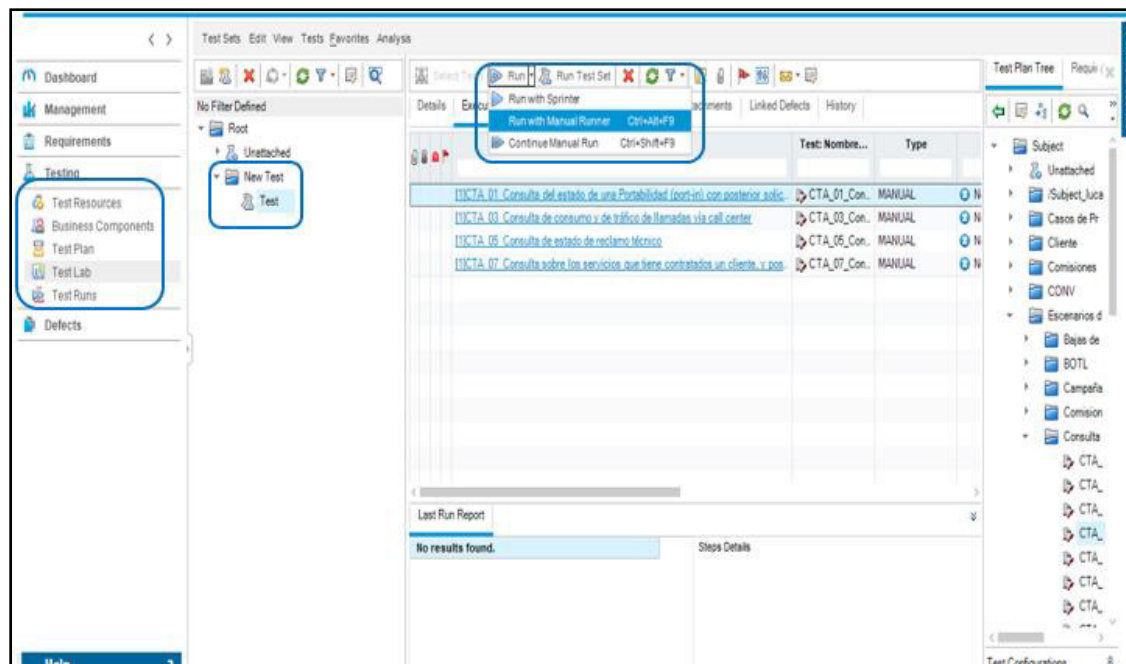 Test Sets Edit View Tests Favorites Analysis
Dashboard
Management
Requirements
Testing
Test Resources
Business Components
Test Plan
Test Lab
Test Runs
Defects
No Filter Defined
Root
Unattached
New Test
Test
Run Run Test Set
Run with Sprinter
Run with Manual Runner Ctrl+Alt+F9
Continue Manual Run Ctrl+Shift+F9
Details Linked Defects History
Test: Nombre... Type
[1]CTA_01_Consulta del estado de una Portabilidad (port-in) con posterior solic... CTA_01_Con... MANUAL N
[1]CTA_03_Consulta de consumo y de tráfico de llamadas vía call center CTA_03_Con... MANUAL N
[1]CTA_05_Consulta de estado de reclamo técnico CTA_05_Con... MANUAL N
[1]CTA_07_Consulta sobre los servicios que tiene contratados un cliente, y pos... CTA_07_Con... MANUAL N
Last Run Report
No results found.
Steps Details
Test Plan Tree Requi
Subject
Unattached
/Subject_luca
Casos de Pr
Cliente
Comisiones
CONV
Escenarios d
Bajas de
BOTL
Campaña
Comision
Consulta
CTA_
CTA_
CTA_
CTA_
CTA_
CTA_
CTA_